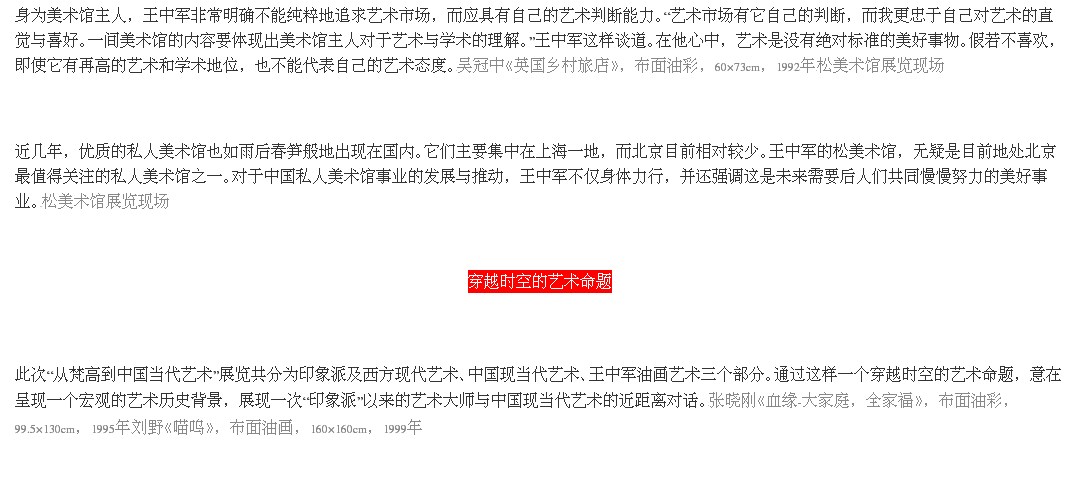 身为美术馆主人，王中军非常明确不能纯粹地追求艺术市场，而应具有自己的艺术判断能力。“艺术市场有它自己的判断，而我更忠于自己对艺术的直
觉与喜好。一间美术馆的内容要体现出美术馆主人对于艺术与学术的理解。”王中军这样谈道。在他心中，艺术是没有绝对标准的美好事物。假若不喜欢，
即使它有再高的艺术和学术地位，也不能代表自己的艺术态度。吴冠中《英国乡村旅店》，布面油彩，60×73cm，1992年松美术馆展览现场
近几年，优质的私人美术馆也如雨后春笋般地出现在国内。它们主要集中在上海一地，而北京目前相对较少。王中军的松美术馆，无疑是目前地处北京
最值得关注的私人美术馆之一。对于中国私人美术馆事业的发展与推动，王中军不仅身体力行，并还强调这是未来需要后人们共同慢慢努力的美好事
业。松美术馆展览现场
穿越时空的艺术命题
此次“从梵高到中国当代艺术”展览共分为印象派及西方现代艺术、中国现当代艺术、王中军油画艺术三个部分。通过这样一个穿越时空的艺术命题，意在
呈现一个宏观的艺术历史背景，展现一次“印象派”以来的艺术大师与中国现当代艺术的近距离对话。张晓刚《血缘-大家庭，全家福》，布面油彩，
99.5×130cm，1995年刘野《喵呜》，布面油画，160×160cm，1999年